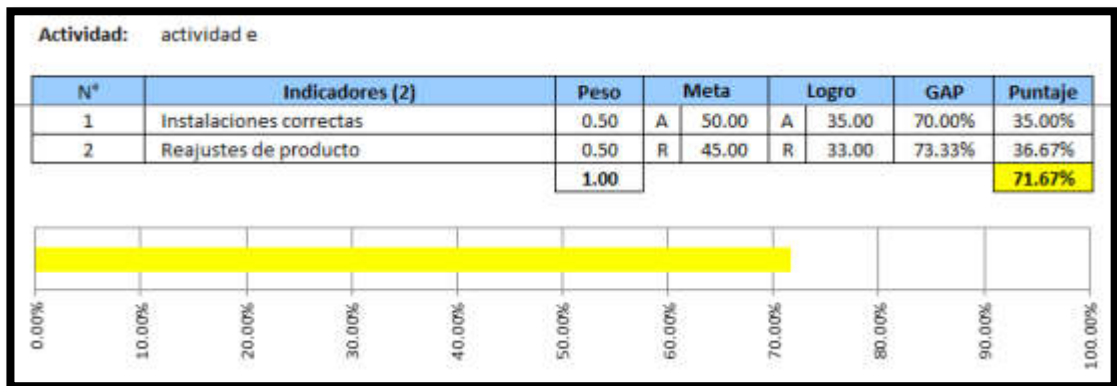 Actividad: actividad e
N° Indicadores (2) Peso Meta Logro GAP Puntaje
1 Instalaciones correctas 0.50 A 50.00 A 35.00 70.00% 35.00%
2 Reajustes de producto 0.50 R 45.00 R 33.00 73.33% 36.67%
1.00 71.67%
0.00% 10.00% 20.00% 30.00% 40.00% 50.00% 60.00% 70.00% 80.00% 90.00% 100.00%